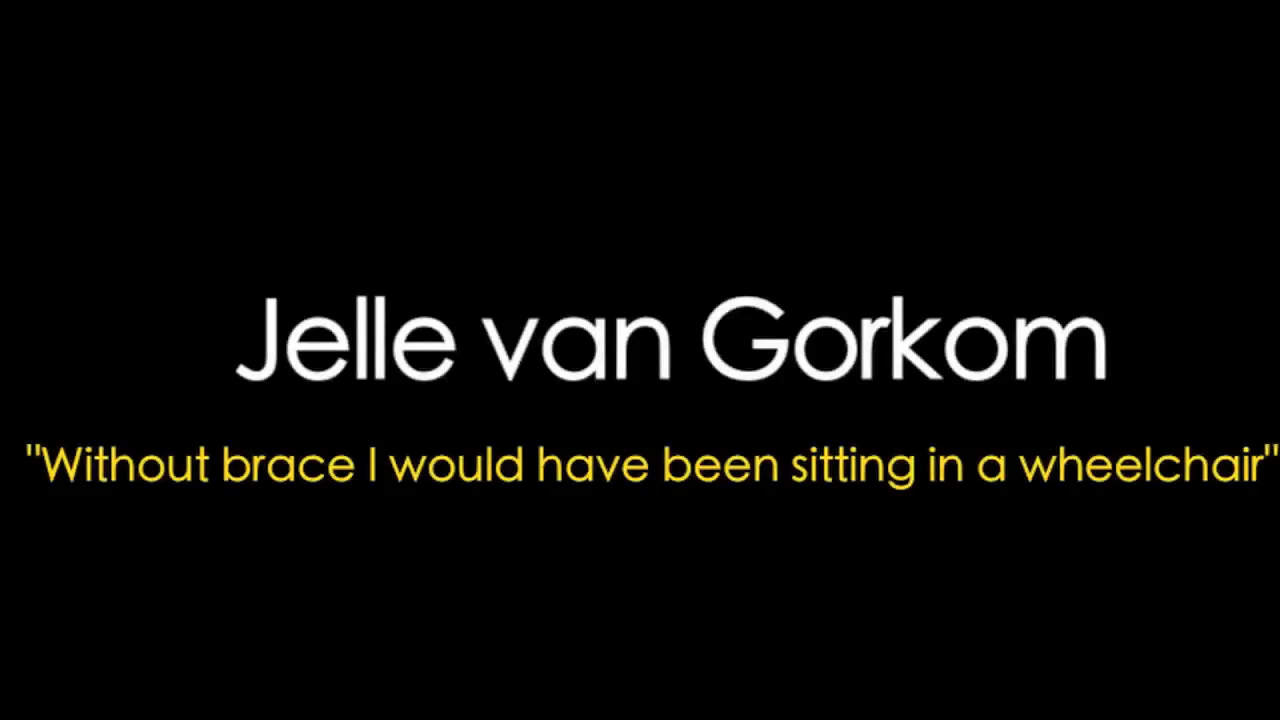 Jelle van Gorkom
"Without brace I would have been sitting in a wheelchair"